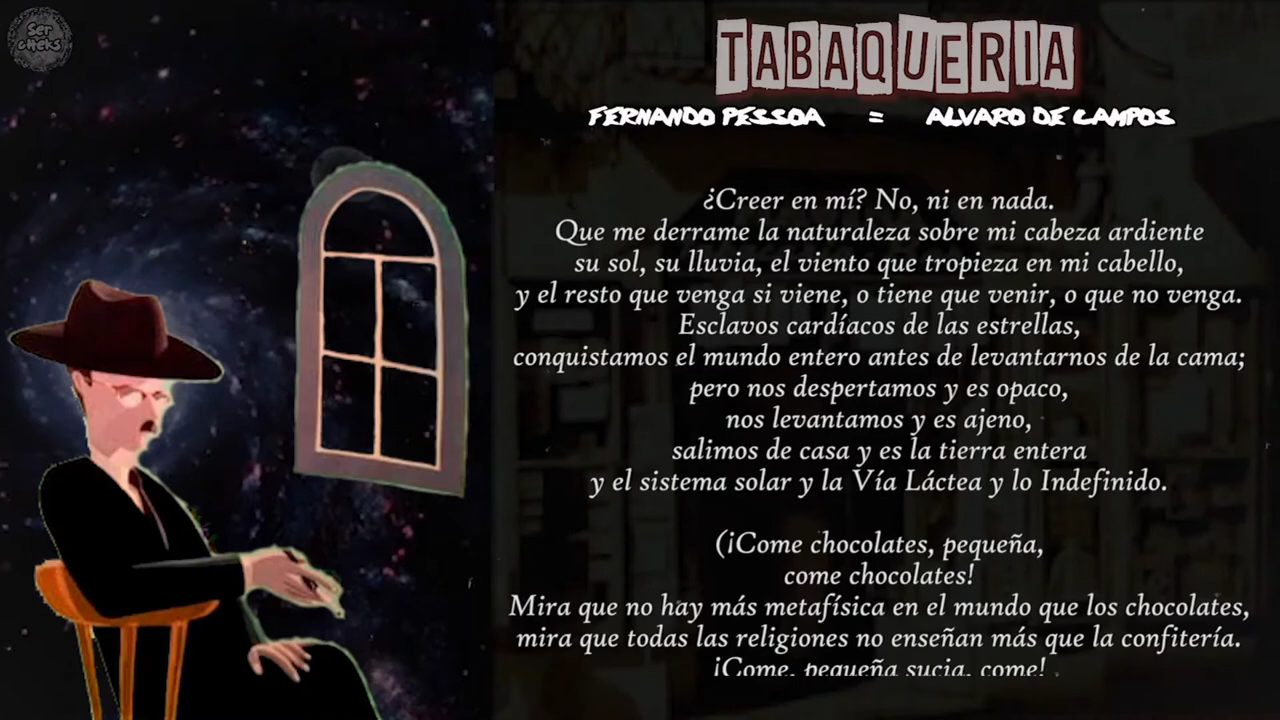 Ser
cheks
TABAQUERIA
FERNANDO PESSOA = ALVARO DE CAMPOS
¿Creer en mí? No, ni en nada.
Que me derrame la naturaleza sobre mi cabeza ardiente
su sol, su lluvia, el viento que tropieza en mi cabello,
y el resto que venga si viene, o tiene que venir, o que no venga.
Esclavos cardíacos de las estrellas,
conquistamos el mundo entero antes de levantarnos de la cama;
pero nos despertamos y es opaco,
nos levantamos y es ajeno,
salimos de casa y es la tierra entera
y el sistema solar y la Vía Láctea y lo Indefinido.
(¡Come chocolates, pequeña,
come chocolates!
Mira que no hay más metafísica en el mundo que los chocolates,
mira que todas las religiones no enseñan más que la confitería.
¡Come, pequeña sucia, come!